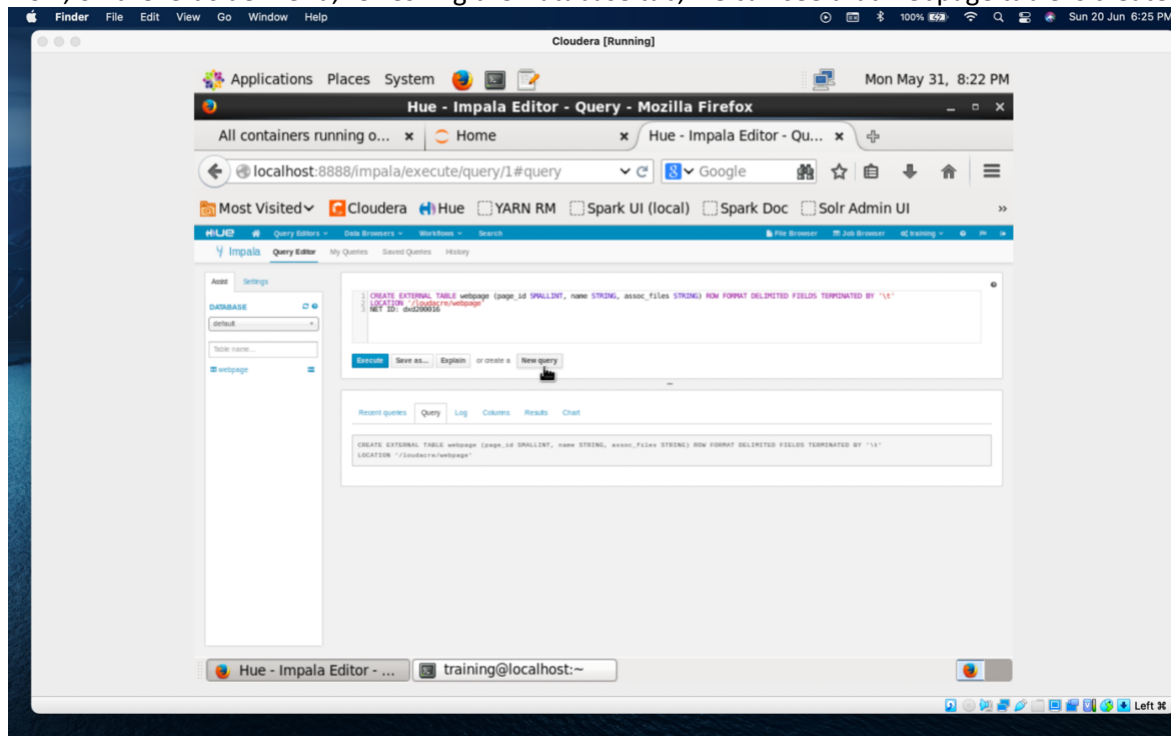 Finder File Edit View Go Window Help 100% Sun 20 Jun 6:25 PM
Cloudera [Running]
Applications Places System Mon May 31, 8:22 PM
Hue - Impala Editor - Query - Mozilla Firefox
All containers running o... Home Hue - Impala Editor - Qu...
localhost:8888/impala/execute/query/1#query Google
Most Visited Cloudera Hue YARN RM Spark UI (local) Spark Doc Solr Admin UI »
HUE Query Editors Data Browsers Workflows Search File Browser Job Browser training
Impala Query Editor My Queries Saved Queries History
Assist Settings
DATABASE
default
Table name...
webpage
1 CREATE EXTERNAL TABLE webpage (page_id SMALLINT, name STRING, assoc_files STRING) ROW FORMAT DELIMITED FIELDS TERMINATED BY '\t'
2 LOCATION '/loudacre/webpage'
3 NET ID: dxd200016
Execute Save as... Explain or create a New query
Recent queries Query Log Columns Results Chart
CREATE EXTERNAL TABLE webpage (page_id SMALLINT, name STRING, assoc_files STRING) ROW FORMAT DELIMITED FIELDS TERMINATED BY '\t'
LOCATION '/loudacre/webpage'
Hue - Impala Editor - ... training@localhost:~
Left ⌘